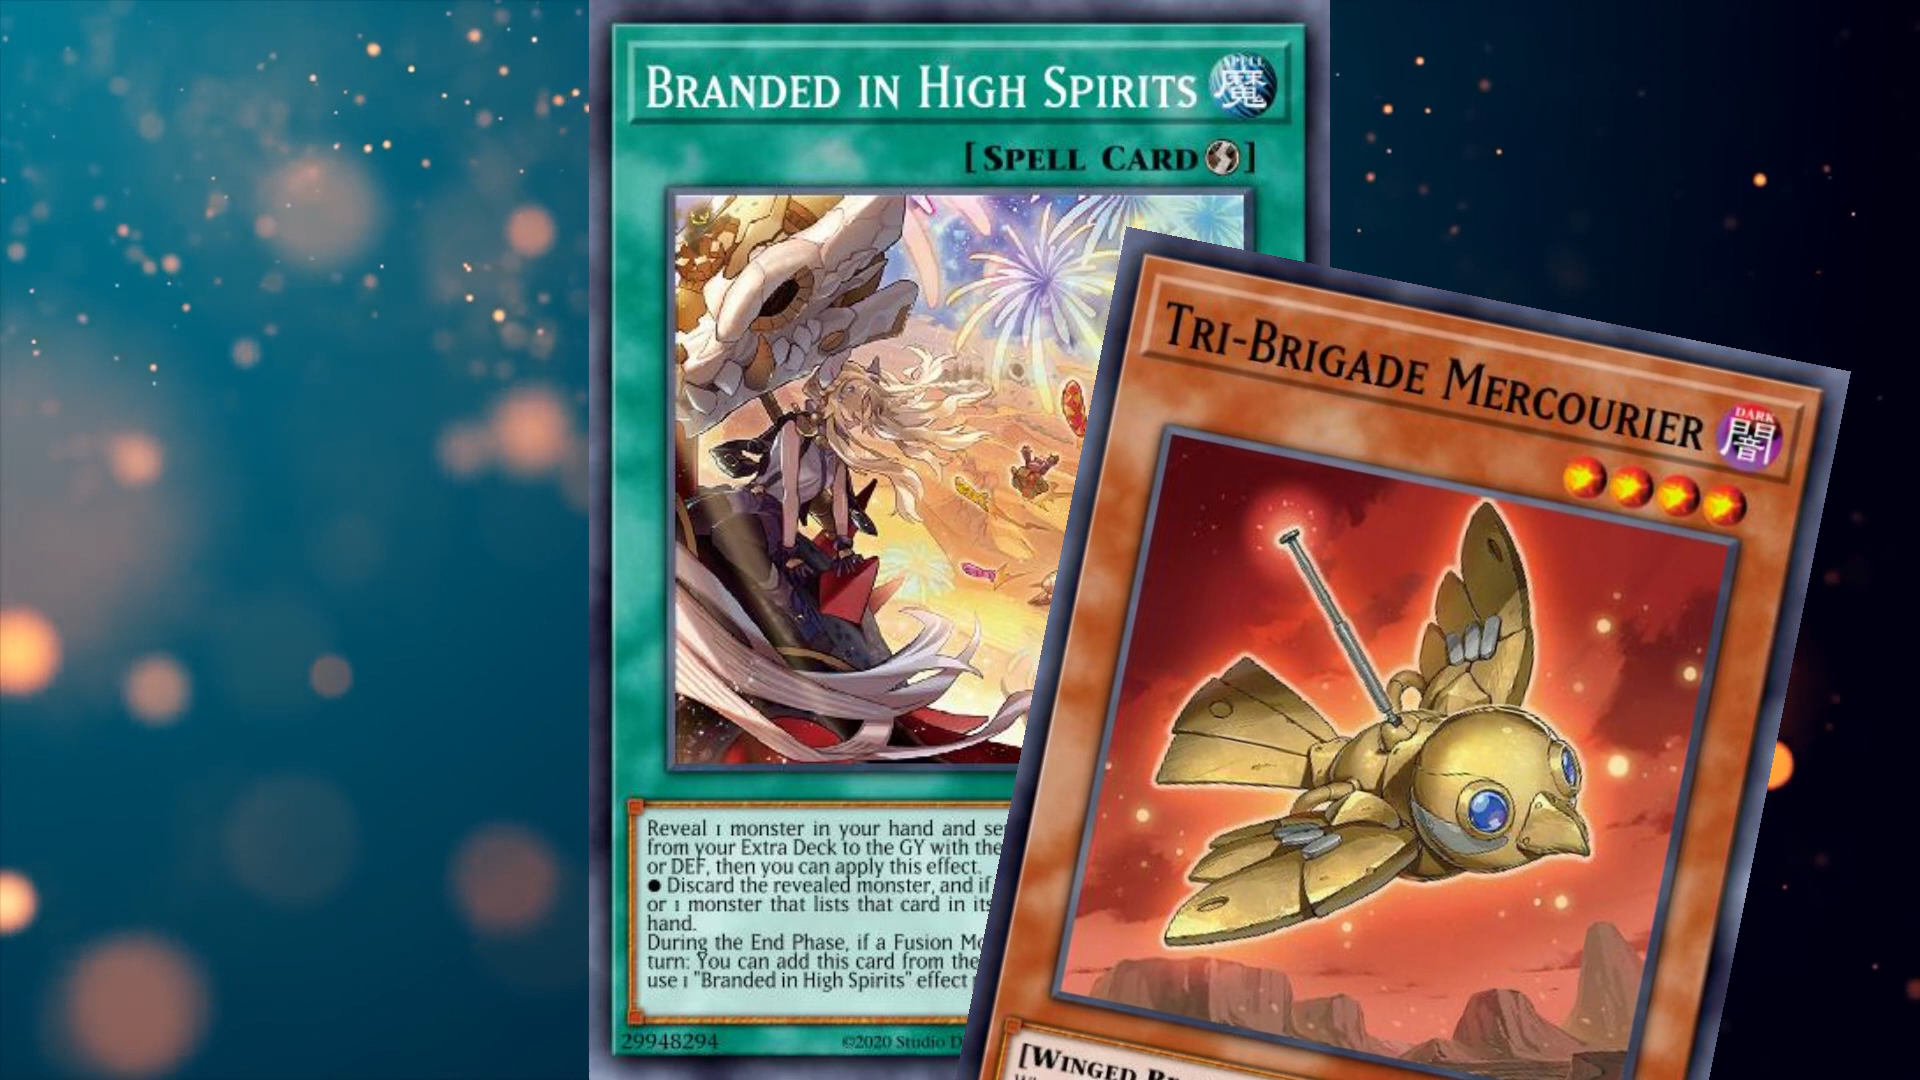 BRANDED IN HIGH SPIRITS
SPELL
魔
[SPELL CARD]
Reveal 1 monster in your hand and
from your Extra Deck to the GY with the
or DEF, then you can apply this effect.
● Discard the revealed monster, and if
or 1 monster that lists that card in its
hand.
During the End Phase, if a Fusion
turn: You can add this card from the
use 1 "Branded in High Spirits" effect
29948294
©2020 Studio
TRI-BRIGADE MERCOURIER
DARK
闇
[WINGED